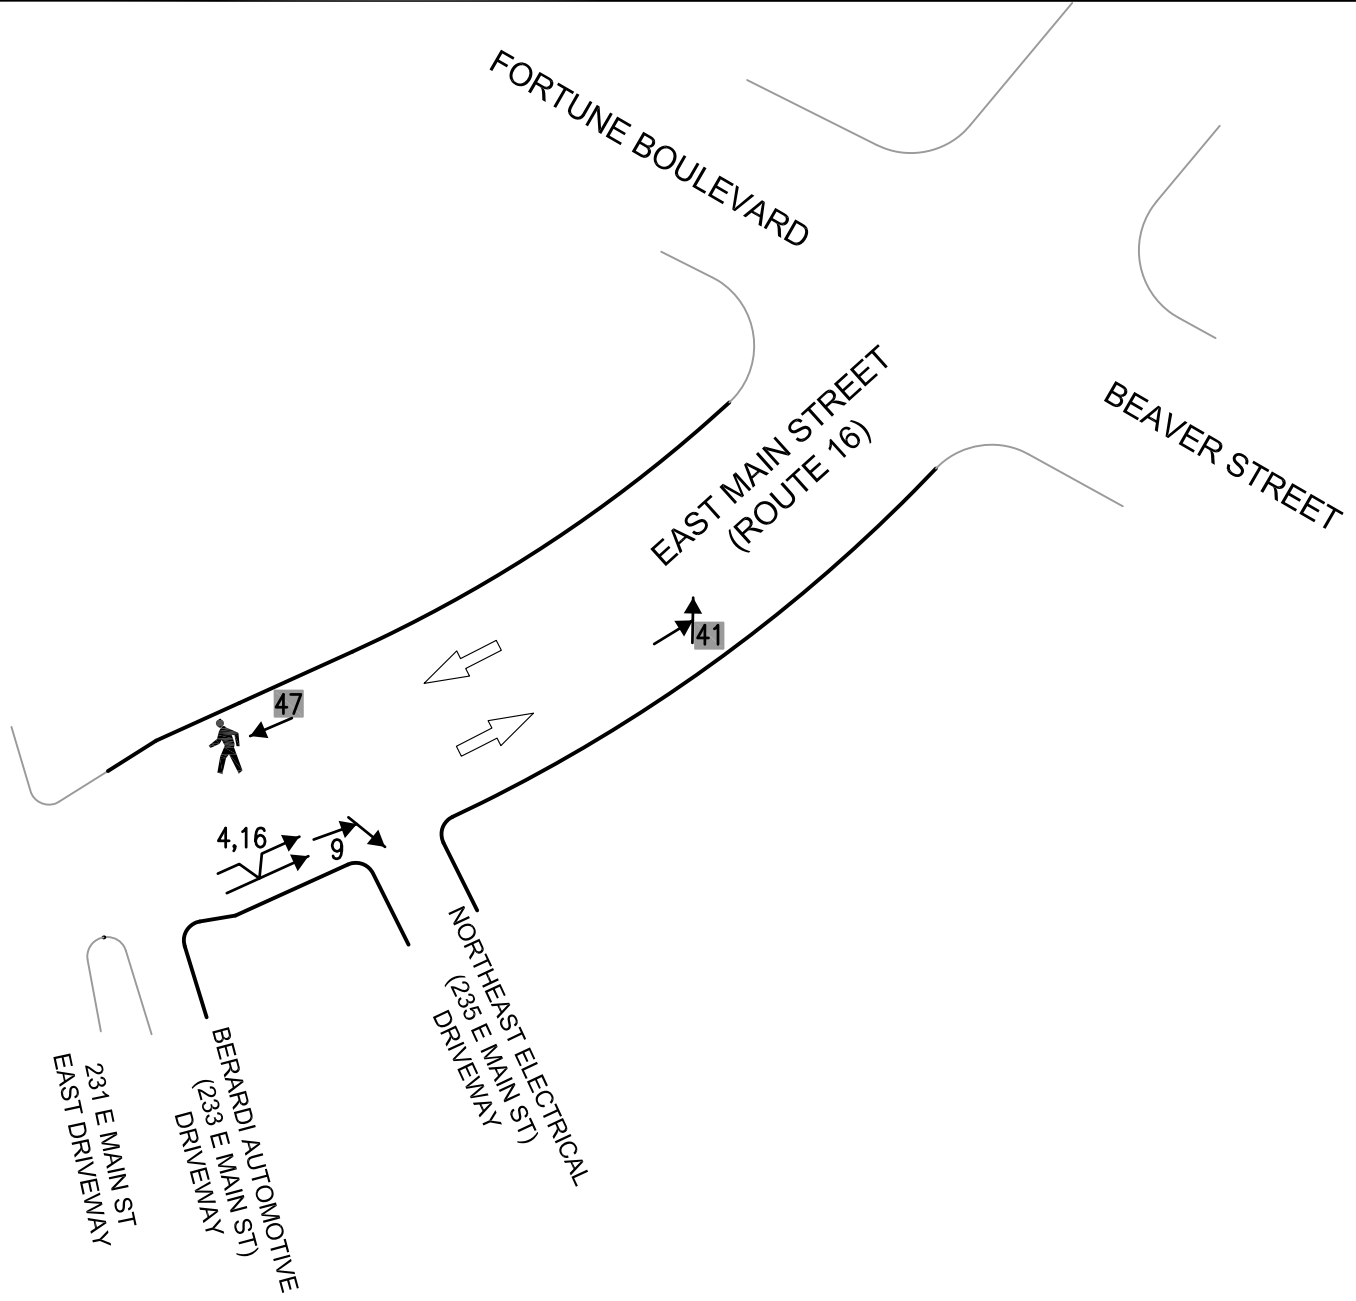 FORTUNE BOULEVARD
EAST MAIN STREET
(ROUTE 16)
BEAVER STREET
41
47
4,16
9
NORTHEAST ELECTRICAL
(235 E MAIN ST)
DRIVEWAY
BERARDI AUTOMOTIVE
(233 E MAIN ST)
DRIVEWAY
231 E MAIN ST
EAST DRIVEWAY